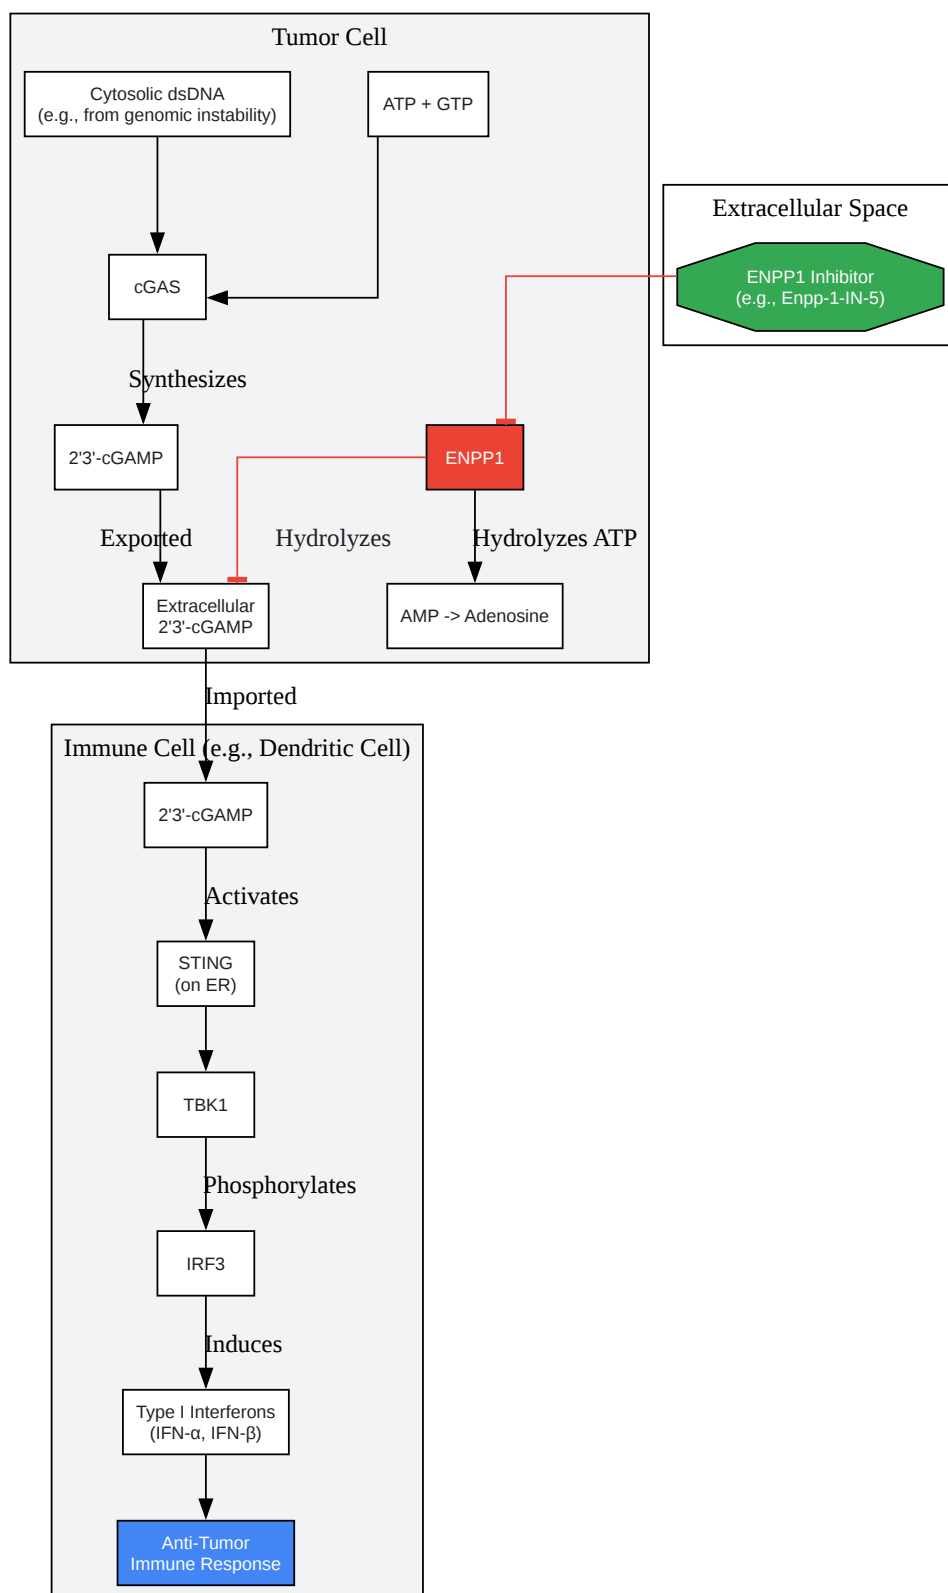 Tumor Cell
Cytosolic dsDNA
(e.g., from genomic instability)
ATP + GTP
Extracellular Space
ENPP1 Inhibitor
(e.g., Enpp-1-IN-5)
cGAS
Synthesizes
2'3'-cGAMP
ENPP1
Exported
Hydrolyzes
Hydrolyzes ATP
Extracellular
2'3'-cGAMP
AMP -> Adenosine
Imported
Immune Cell (e.g., Dendritic Cell)
2'3'-cGAMP
Activates
STING
(on ER)
TBK1
Phosphorylates
IRF3
Induces
Type I Interferons
(IFN-α, IFN-β)
Anti-Tumor
Immune Response